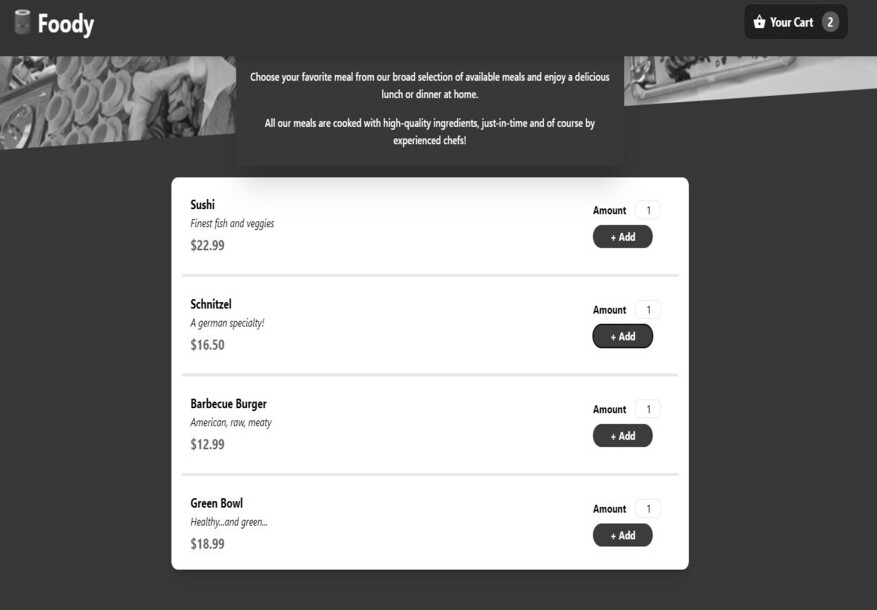 Foody
Your Cart 2
Choose your favorite meal from our broad selection of available meals and enjoy a delicious
lunch or dinner at home.
All our meals are cooked with high-quality ingredients, just-in-time and of course by
experienced chefs!
Sushi
Finest fish and veggies
$22.99
Amount 1
+ Add
Schnitzel
A german specialty!
$16.50
Amount 1
+ Add
Barbecue Burger
American, raw, meaty
$12.99
Amount 1
+ Add
Green Bowl
Healthy...and green...
$18.99
Amount 1
+ Add